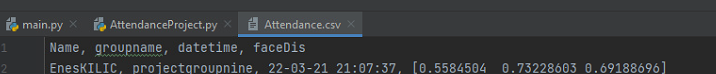 main.py AttendanceProject.py Attendance.csv
1 Name, groupname, datetime, faceDis
2 EnesKILIC, projectgroupnine, 22-03-21 21:07:37, [0.5584504 0.73228603 0.69188696]